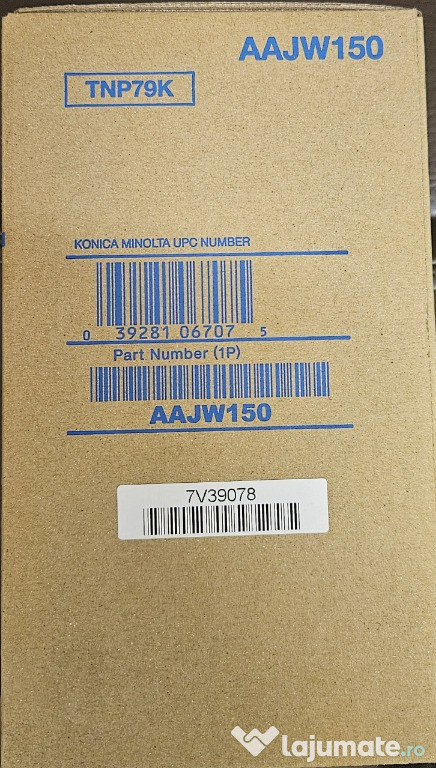 AAJW150
TNP79K
KONICA MINOLTA UPC NUMBER
0 39281 06707 5
Part Number (1P)
AAJW150
7V39078
lajumate.ro